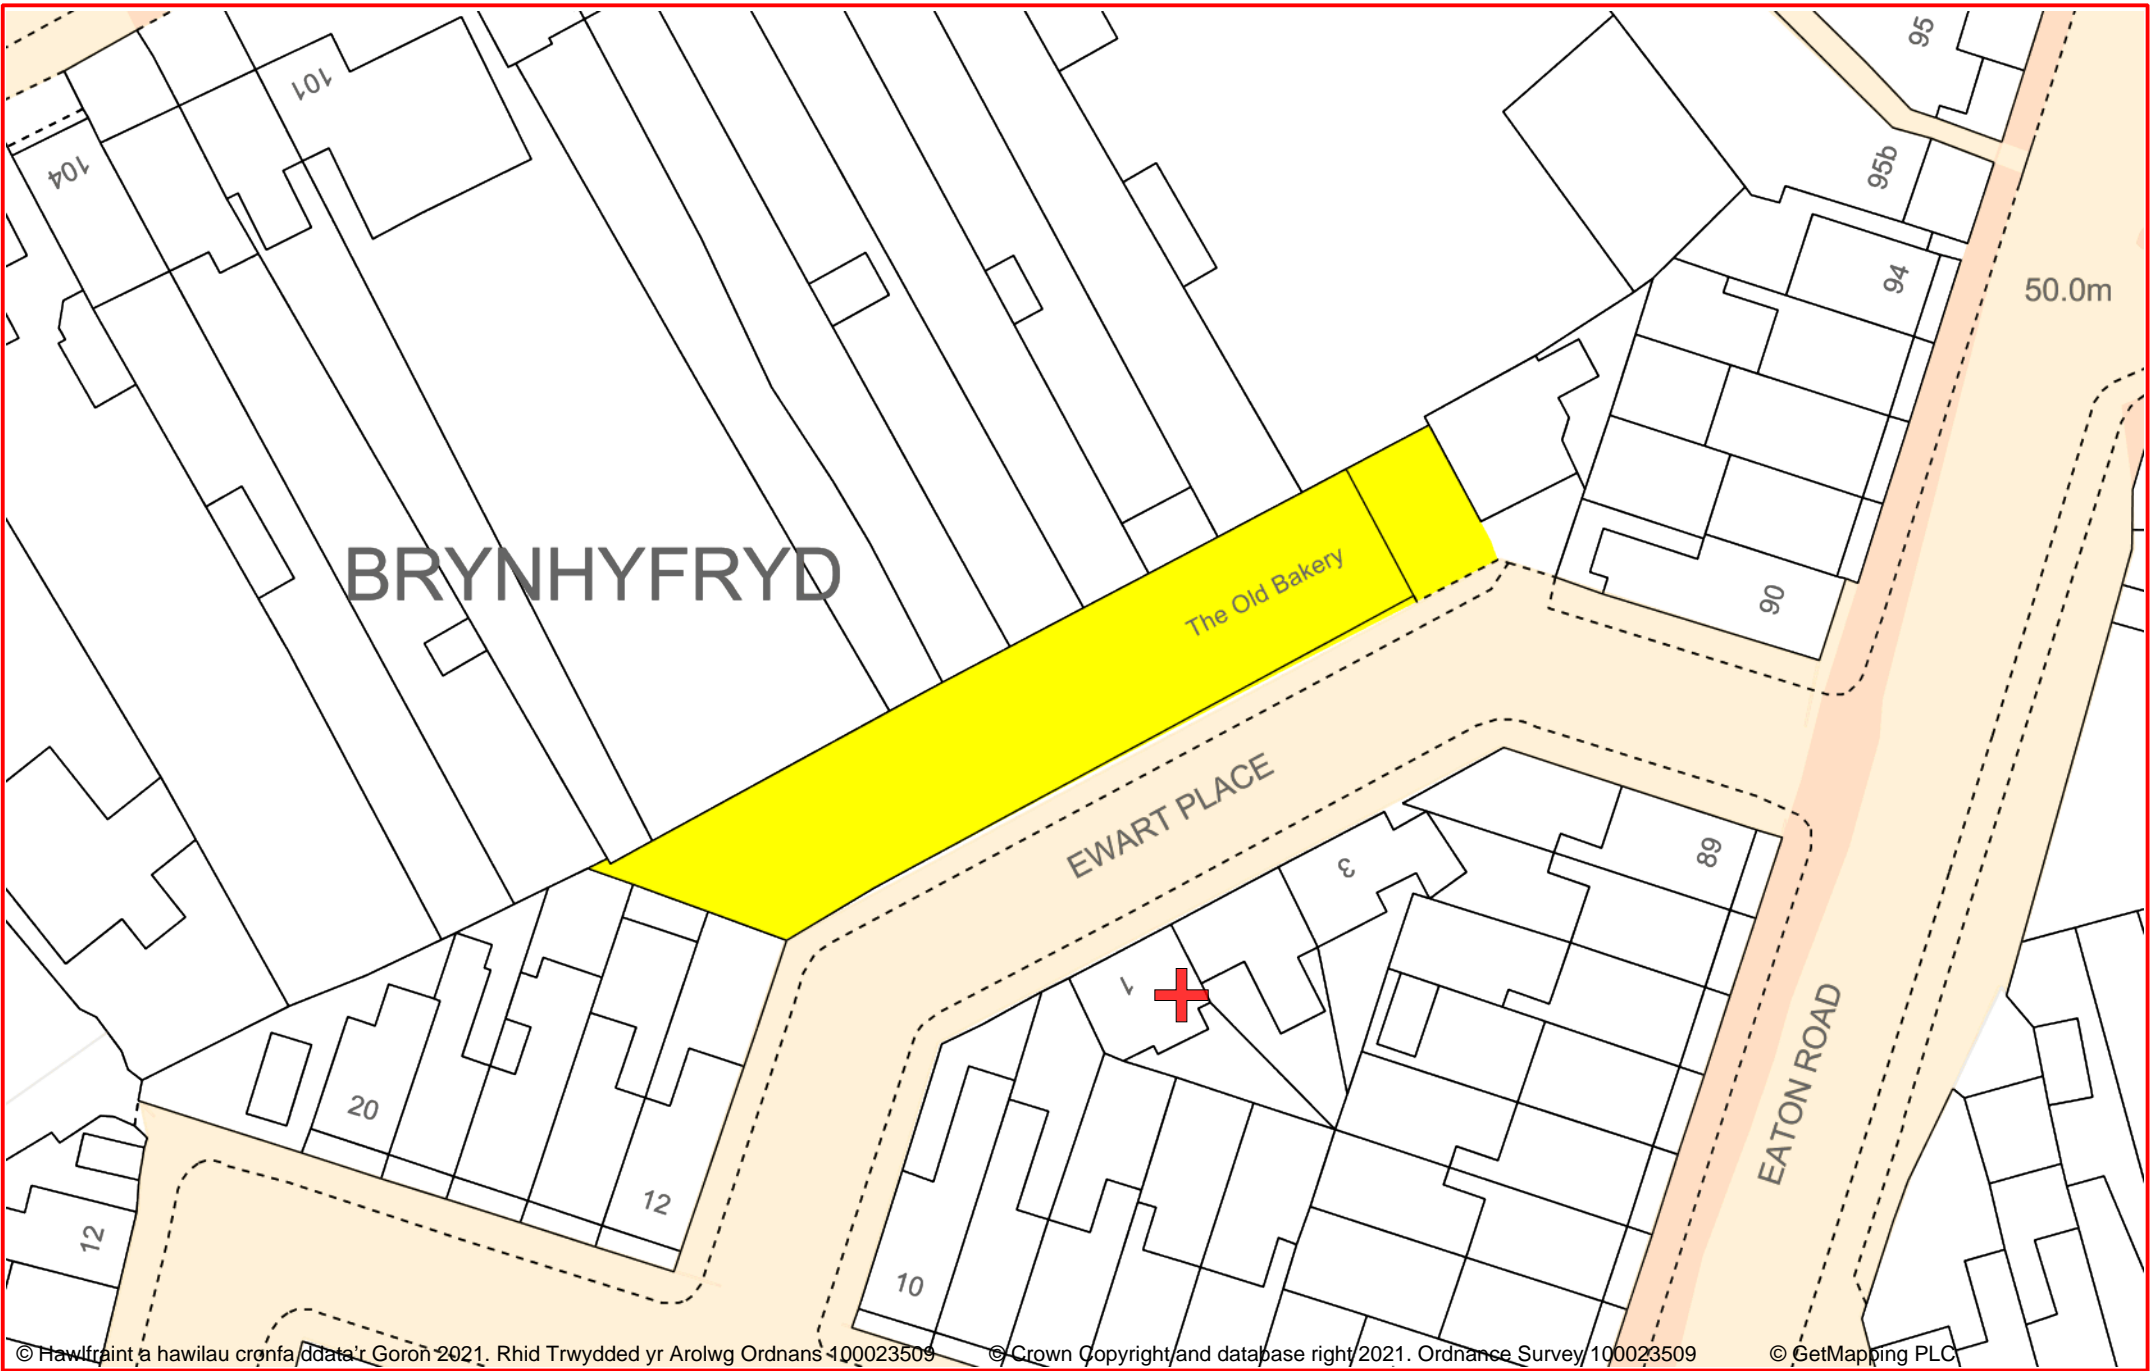 101
95
104
95b
94
50.0m
BRYNHYFRYD
The Old Bakery
90
EWART PLACE
3
89
1
EATON ROAD
20
12
12
10
© Hawlfraint a hawilau cronfa ddata'r Goron 2021. Rhid Trwydded yr Arolwg Ordnans 100023509 © Crown Copyright and database right 2021. Ordnance Survey 100023509 © GetMapping PLC